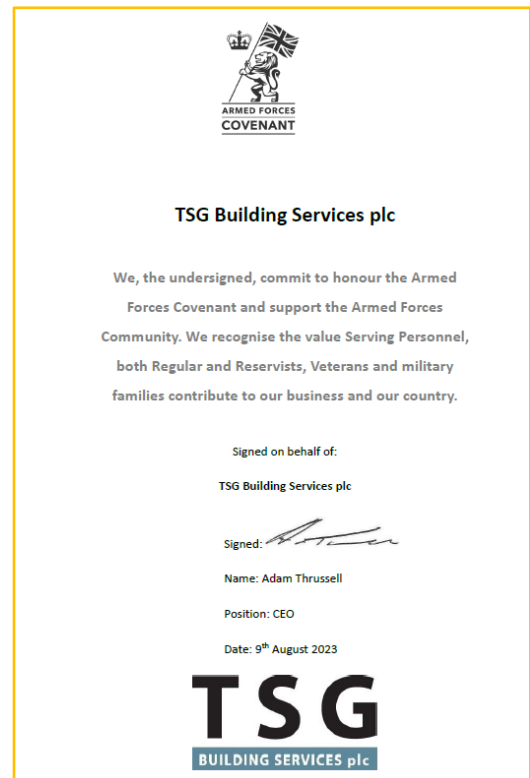 ARMED FORCES
COVENANT
TSG Building Services plc
We, the undersigned, commit to honour the Armed
Forces Covenant and support the Armed Forces
Community. We recognise the value Serving Personnel,
both Regular and Reservists, Veterans and military
families contribute to our business and our country.
Signed on behalf of:
TSG Building Services plc
Signed:
Name: Adam Thrussell
Position: CEO
Date: 9th August 2023
TSG
BUILDING SERVICES plc